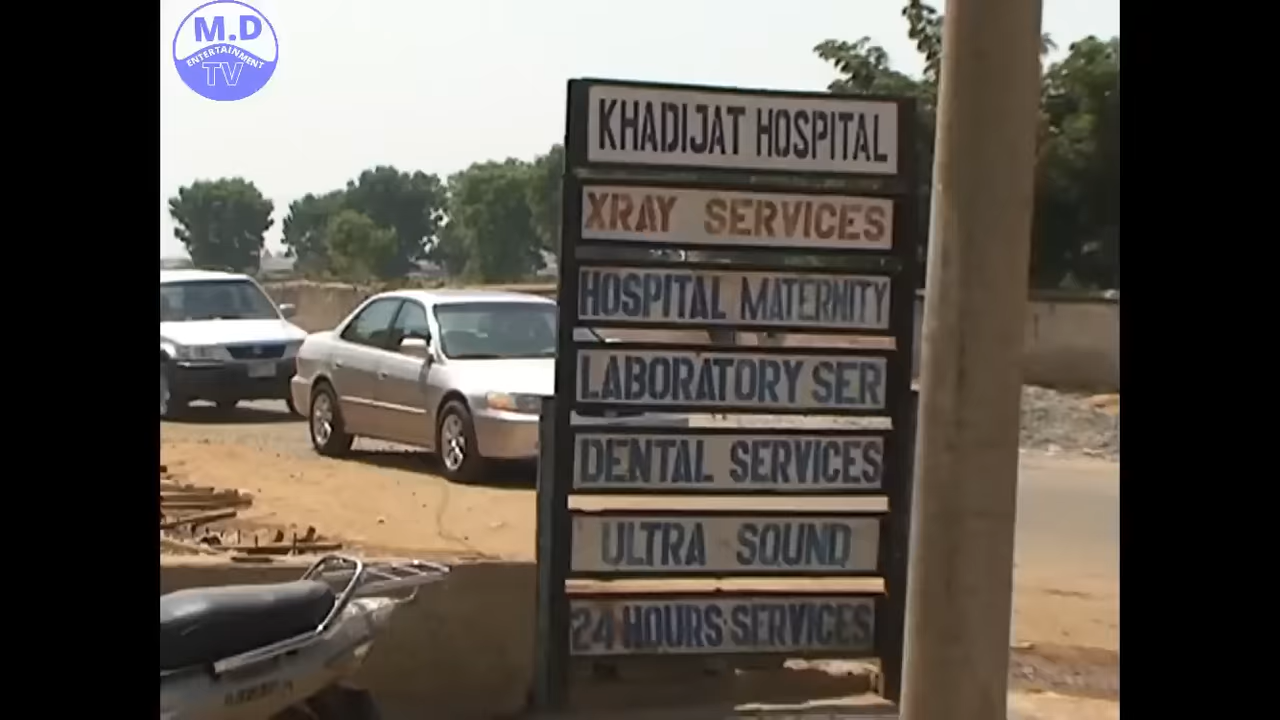 M.D
ENTERTAINMENT
TV
KHADIJAT HOSPITAL
XRAY SERVICES
HOSPITAL MATERNITY
LABORATORY SER
DENTAL SERVICES
ULTRA SOUND
24 HOURS SERVICES